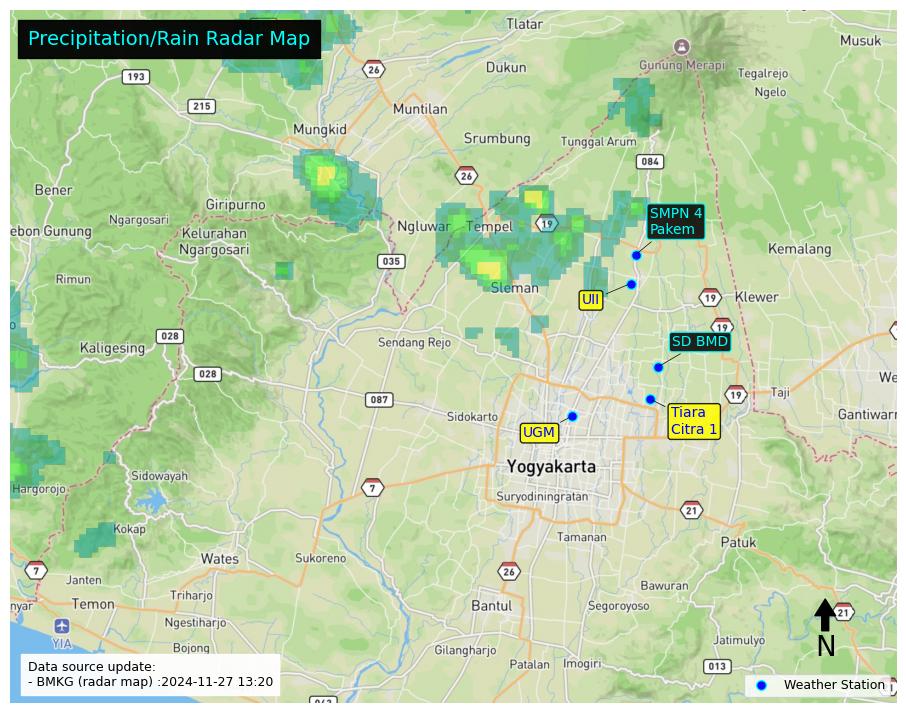 Precipitation/Rain Radar Map
Tlatar
Musuk
26
Dukun
Gunung Merapi
Tegalrejo
193
Ngelo
215
Muntilan
Mungkid
Srumbung
Tunggal Arum
084
26
Bener
Giripurno
Ngargosari
Ngluwar
Tempel
19
SMPN 4
Pakem
ebon Gunung
Kelurahan
Ngargosari
Kemalang
035
Rimun
Sleman
UII
19
Klewer
19
028
Sendang Rejo
SD BMD
Kaligesing
028
We
087
19
Taji
Sidokarto
Tiara
Citra 1
Gantiwarn
UGM
Yogyakarta
Sidowayah
Hargorojo
7
Suryodiningratan
21
Kokap
Tamanan
Patuk
Wates
Sukoreno
7
26
Janten
Bawuran
Triharjo
nyar
Temon
Bantul
Segoroyoso
21
Ngestiharjo
YIA
Jatimulyo
N
Bojong
Gilangharjo
Patalan
Imogiri
013
Data source update:
- BMKG (radar map) :2024-11-27 13:20
Weather Station